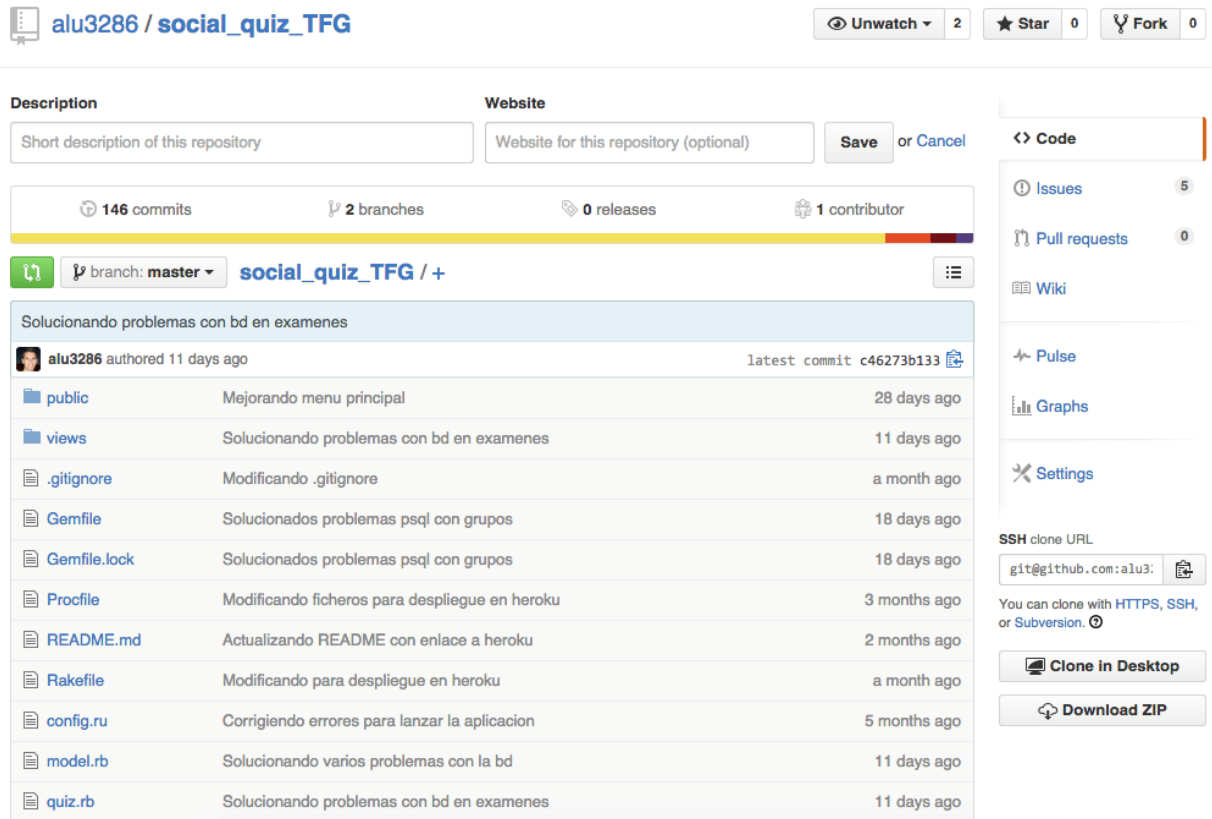 alu3286 / social_quiz_TFG
Unwatch 2 Star 0 Fork 0
Description Website
Short description of this repository Website for this repository (optional) Save or Cancel
146 commits 2 branches 0 releases 1 contributor
branch: master social_quiz_TFG / +
Solucionando problemas con bd en examenes
alu3286 authored 11 days ago latest commit c46273b133
public Mejorando menu principal 28 days ago
views Solucionando problemas con bd en examenes 11 days ago
.gitignore Modificando .gitignore a month ago
Gemfile Solucionados problemas psql con grupos 18 days ago
Gemfile.lock Solucionados problemas psql con grupos 18 days ago
Procfile Modificando ficheros para despliegue en heroku 3 months ago
README.md Actualizando README con enlace a heroku 2 months ago
Rakefile Modificando para despliegue en heroku a month ago
config.ru Corrigiendo errores para lanzar la aplicacion 5 months ago
model.rb Solucionando varios problemas con la bd 11 days ago
quiz.rb Solucionando problemas con bd en examenes 11 days ago
Code
Issues 5
Pull requests 0
Wiki
Pulse
Graphs
Settings
SSH clone URL
git@github.com:alu3:
You can clone with HTTPS, SSH,
or Subversion.
Clone in Desktop
Download ZIP